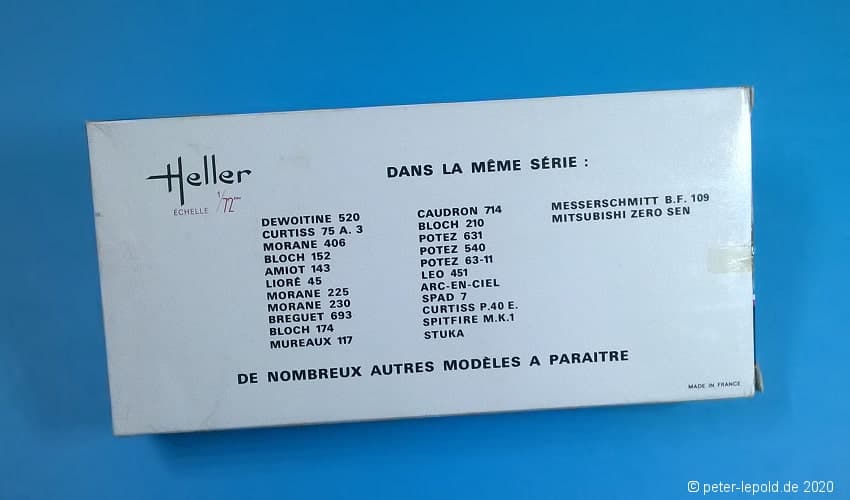 Heller
ÉCHELLE 1/72ème
DANS LA MÊME SÉRIE :
DEWOITINE 520
CURTISS 75 A. 3
MORANE 406
BLOCH 152
AMIOT 143
LIORÉ 45
MORANE 225
MORANE 230
BREGUET 693
BLOCH 174
MUREAUX 117
CAUDRON 714
BLOCH 210
POTEZ 631
POTEZ 540
POTEZ 63-11
LEO 451
ARC-EN-CIEL
SPAD 7
CURTISS P.40 E.
SPITFIRE M.K.1
STUKA
MESSERSCHMITT B.F. 109
MITSUBISHI ZERO SEN
DE NOMBREUX AUTRES MODÈLES A PARAITRE
MADE IN FRANCE
© peter-lepold.de 2020